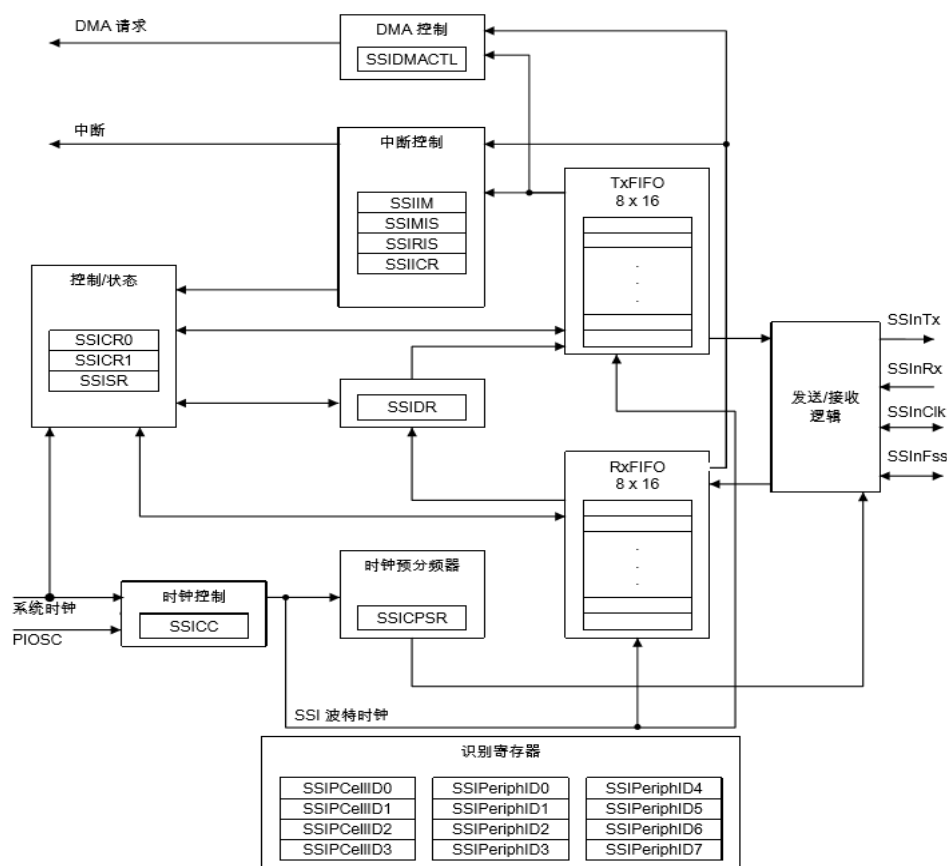 DMA 请求
DMA 控制
SSIDMACTL
中断
中断控制
SSIIM
SSIMIS
SSIRIS
SSIICR
TxFIFO
8 x 16
.
.
.
控制/状态
SSICR0
SSICR1
SSISR
SSIDR
发送/接收
逻辑
SSInTx
SSInRx
SSInClk
SSInFss
RxFIFO
8 x 16
.
.
.
系统时钟
PIOSC
时钟控制
SSICC
时钟预分频器
SSICPSR
SSI 波特时钟
识别寄存器
SSIPCellID0
SSIPCellID1
SSIPCellID2
SSIPCellID3
SSIPeriphID0
SSIPeriphID1
SSIPeriphID2
SSIPeriphID3
SSIPeriphID4
SSIPeriphID5
SSIPeriphID6
SSIPeriphID7